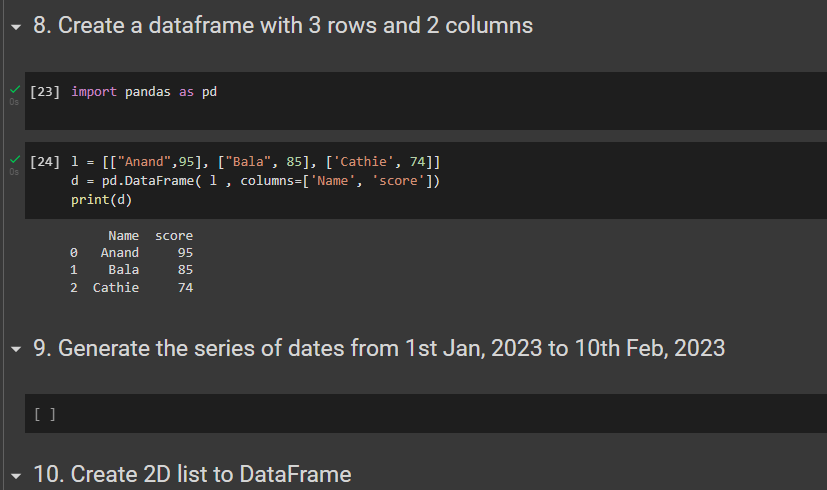 8. Create a dataframe with 3 rows and 2 columns
[23] import pandas as pd
0s
[24] l = [["Anand",95], ["Bala", 85], ['Cathie', 74]]
0s
d = pd.DataFrame( l , columns=['Name', 'score'])
print(d)
Name score
0 Anand 95
1 Bala 85
2 Cathie 74
9. Generate the series of dates from 1st Jan, 2023 to 10th Feb, 2023
[ ]
10. Create 2D list to DataFrame